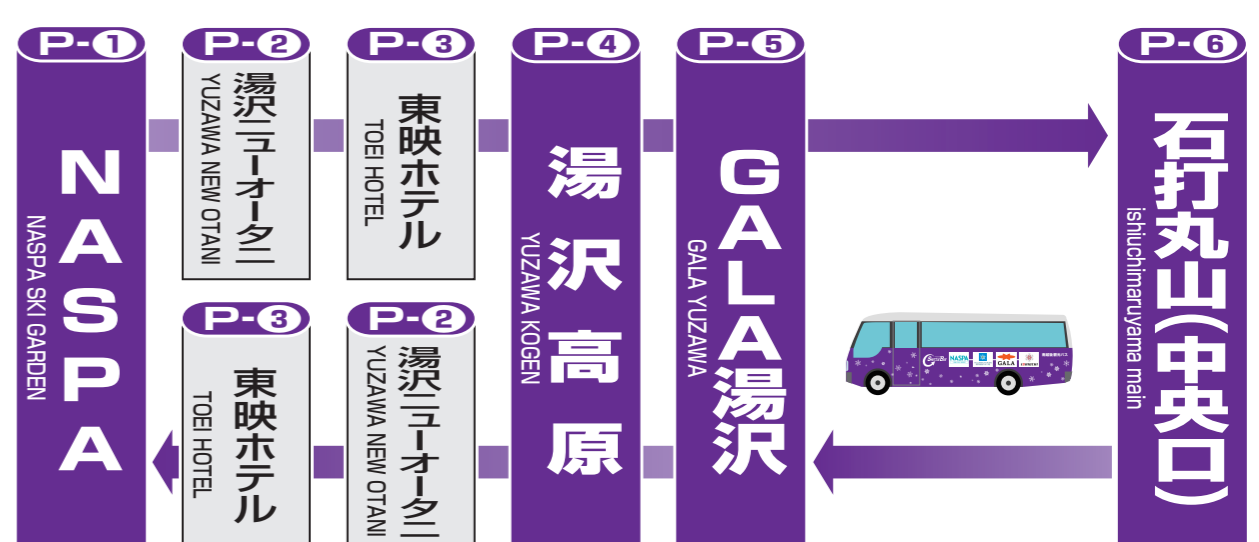 P-1
NASPA
NASPA SKI GARDEN
P-2
湯沢ニューオータニ
YUZAWA NEW OTANI
P-3
東映ホテル
TOEI HOTEL
P-4
湯沢高原
YUZAWA KOGEN
P-5
GALA湯沢
GALA YUZAWA
P-6
石打丸山(中央口)
ishiuchimaruyama main
P-3
東映ホテル
TOEI HOTEL
P-2
湯沢ニューオータニ
YUZAWA NEW OTANI
NASPA
GALA